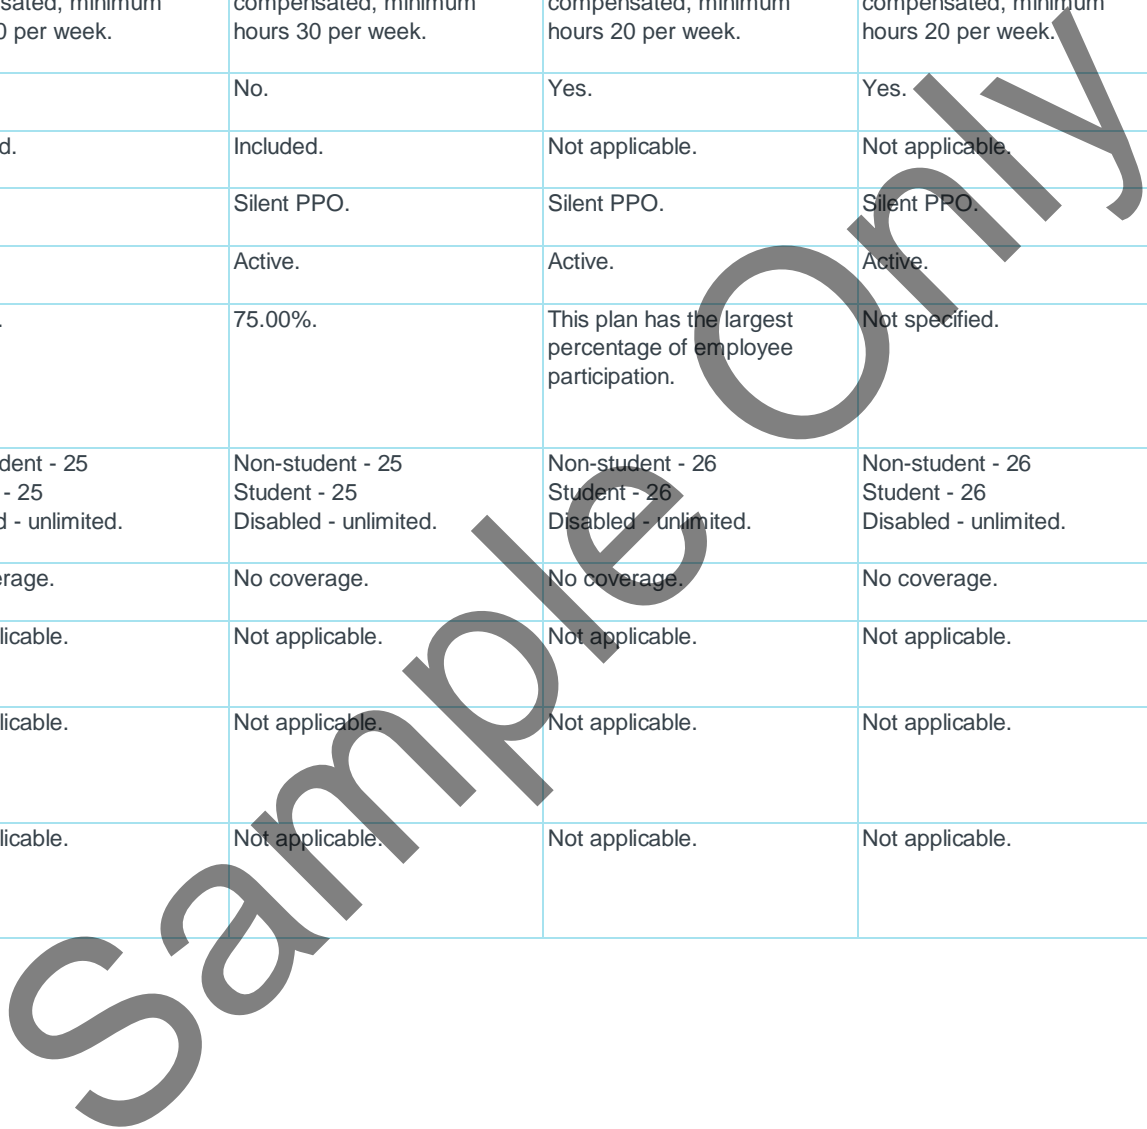 sated, minimum compensated, minimum compensated, minimum compensated, minimum
0 per week. hours 30 per week. hours 20 per week. hours 20 per week.
No. Yes. Yes.
d. Included. Not applicable. Not applicable.
Silent PPO. Silent PPO. Silent PPO.
Active. Active. Active.
. 75.00%. This plan has the largest Not specified.
percentage of employee
participation.
dent - 25 Non-student - 25 Non-student - 26 Non-student - 26
- 25 Student - 25 Student - 26 Student - 26
d - unlimited. Disabled - unlimited. Disabled - unlimited. Disabled - unlimited.
erage. No coverage. No coverage. No coverage.
licable. Not applicable. Not applicable. Not applicable.
licable. Not applicable. Not applicable. Not applicable.
licable. Not applicable. Not applicable. Not applicable.
Sample Only